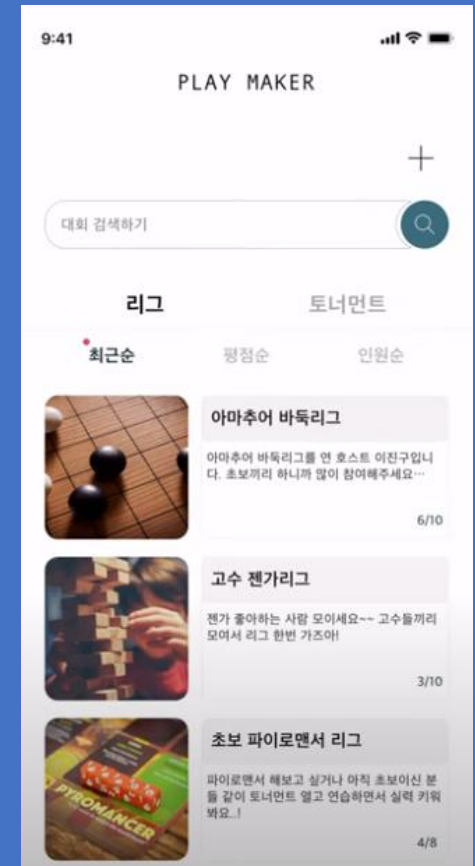 9:41
PLAY MAKER
대회 검색하기
리그
토너먼트
최근순
평점순
인원순
아마추어 바둑리그
아마추어 바둑리그를 연 호스트 이진구입니
다. 초보끼리 하니까 많이 참여해주세요…
6/10
고수 젠가리그
젠가 좋아하는 사람 모이세요~~ 고수들끼리
모여서 리그 한번 가즈아!
3/10
초보 파이로맨서 리그
파이로맨서 해보고 싶거나 아직 초보이신 분
들 같이 토너먼트 열고 연습하면서 실력 키워
봐요..!
4/8
PYROMANCER